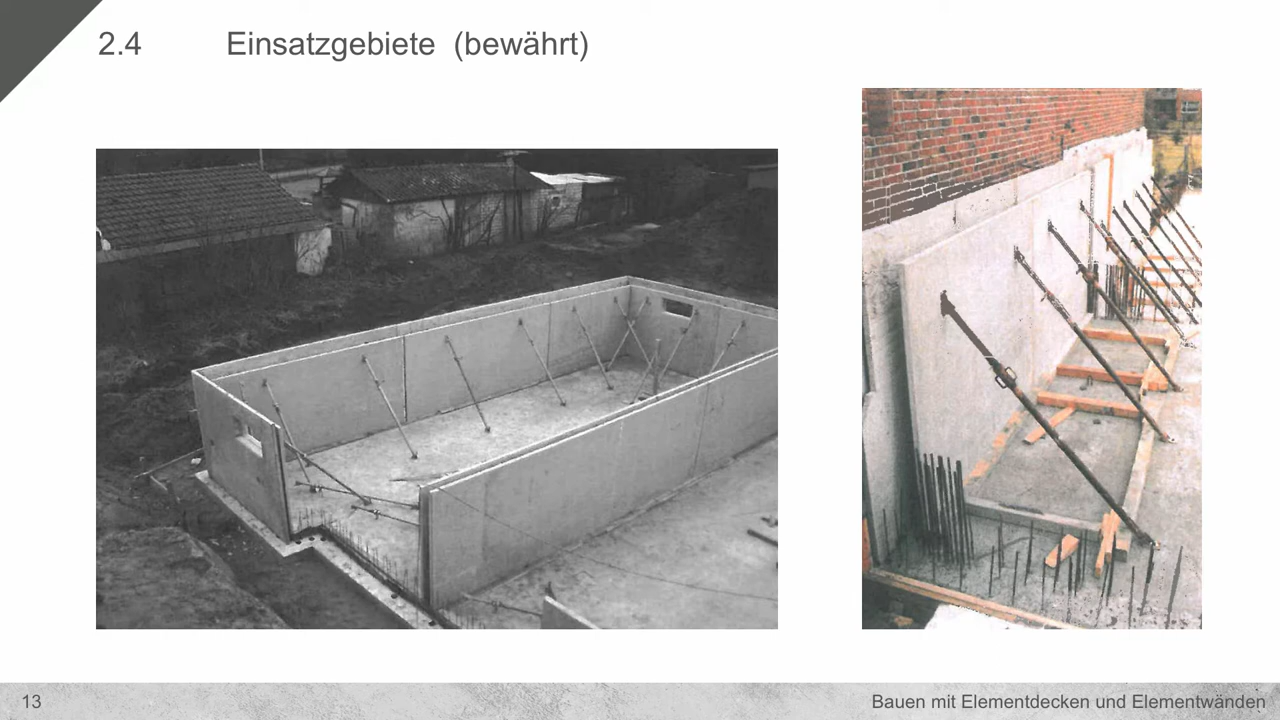 2.4 Einsatzgebiete (bewährt)
13
Bauen mit Elementdecken und Elementwänden